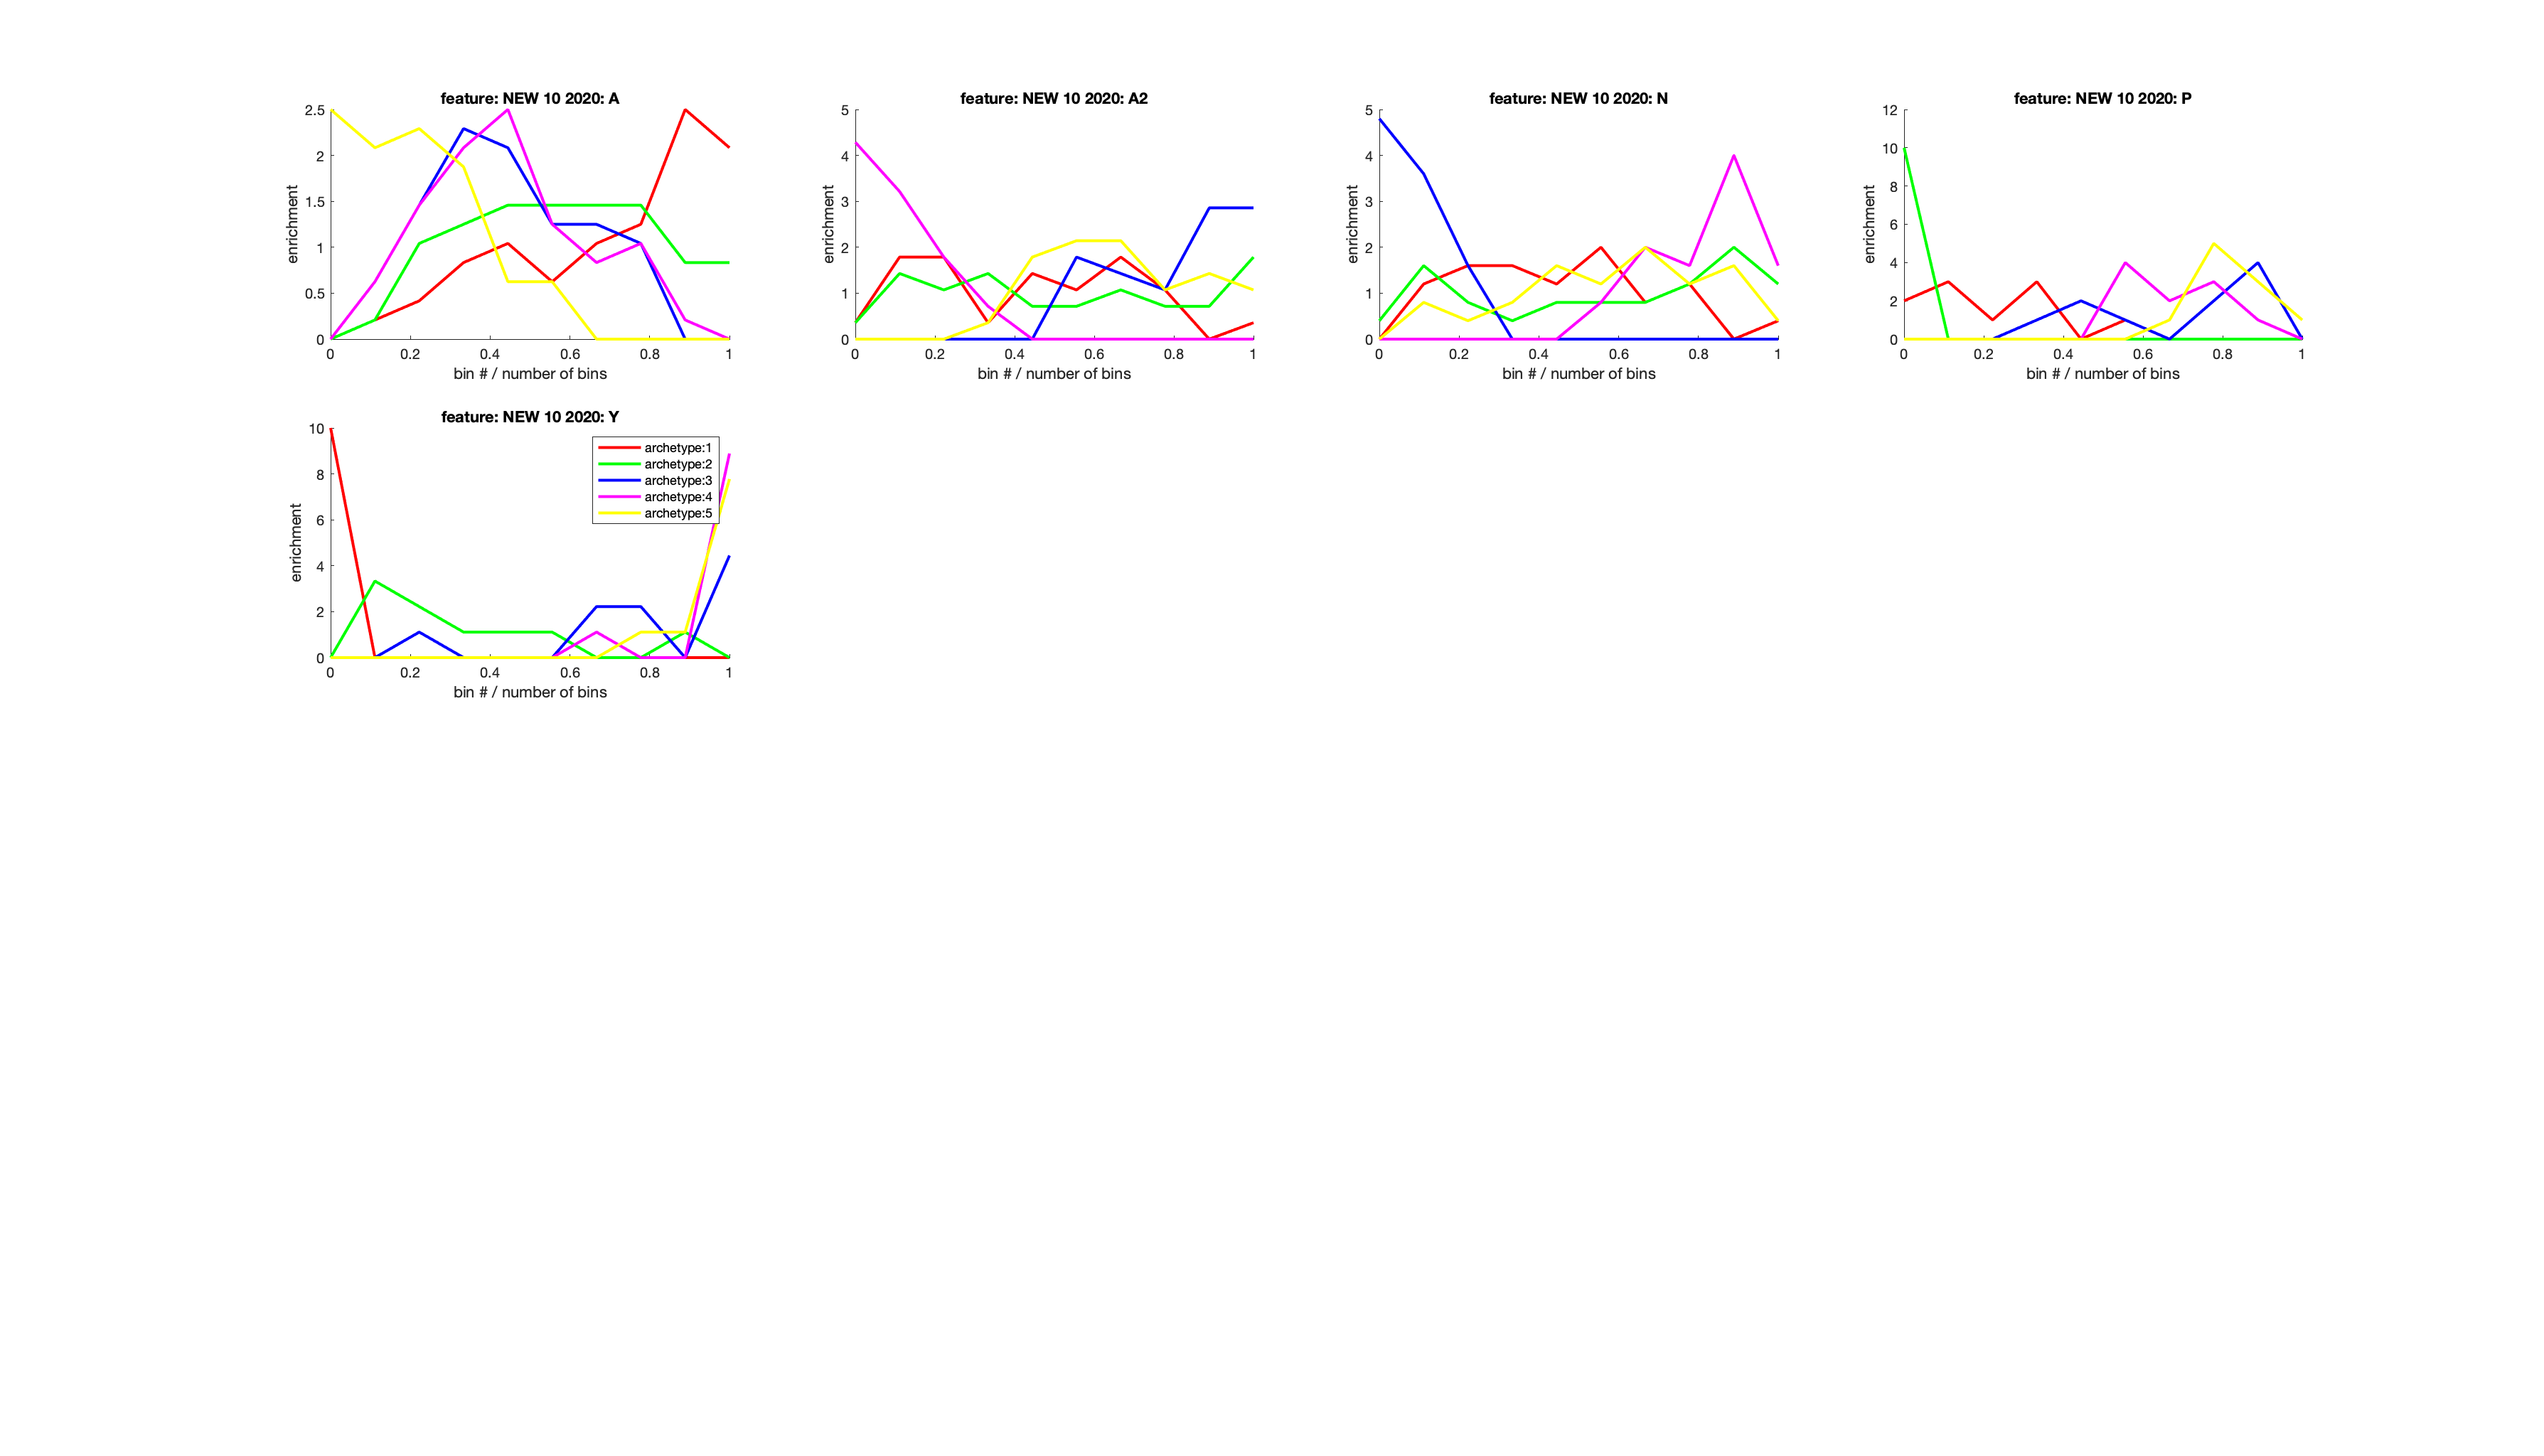 feature: NEW 10 2020: A
enrichment
2.5
2
1.5
1
0.5
0
0 0.2 0.4 0.6 0.8 1
bin # / number of bins
feature: NEW 10 2020: A2
enrichment
5
4
3
2
1
0
0 0.2 0.4 0.6 0.8 1
bin # / number of bins
feature: NEW 10 2020: N
enrichment
5
4
3
2
1
0
0 0.2 0.4 0.6 0.8 1
bin # / number of bins
feature: NEW 10 2020: P
enrichment
12
10
8
6
4
2
0
0 0.2 0.4 0.6 0.8 1
bin # / number of bins
feature: NEW 10 2020: Y
enrichment
10
8
6
4
2
0
archetype:1
archetype:2
archetype:3
archetype:4
archetype:5
0 0.2 0.4 0.6 0.8 1
bin # / number of bins